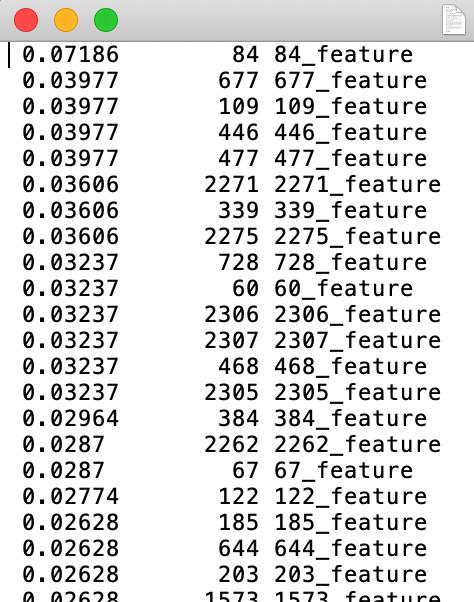 0.07186 84 84_feature
0.03977 677 677_feature
0.03977 109 109_feature
0.03977 446 446_feature
0.03977 477 477_feature
0.03606 2271 2271_feature
0.03606 339 339_feature
0.03606 2275 2275_feature
0.03237 728 728_feature
0.03237 60 60_feature
0.03237 2306 2306_feature
0.03237 2307 2307_feature
0.03237 468 468_feature
0.03237 2305 2305_feature
0.02964 384 384_feature
0.0287 2262 2262_feature
0.0287 67 67_feature
0.02774 122 122_feature
0.02628 185 185_feature
0.02628 644 644_feature
0.02628 203 203_feature
0.02628 1573 1573_feature